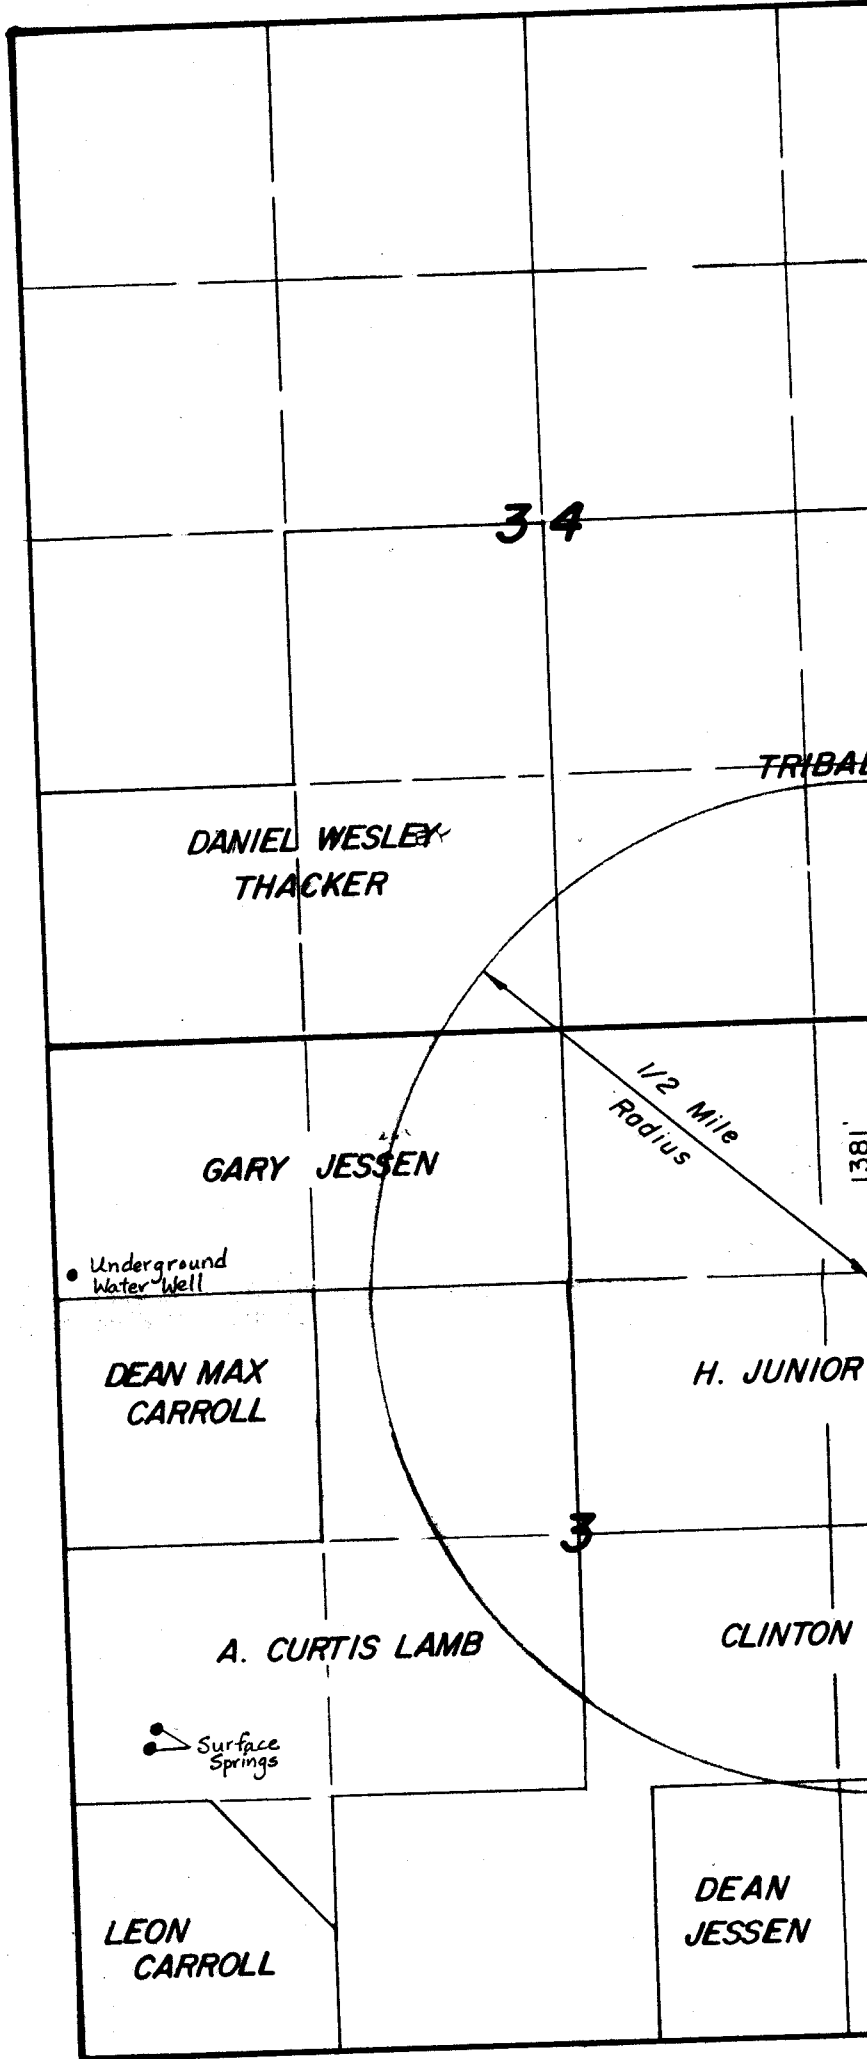 34
TRIBAL
DANIEL WESLEY
THACKER
1/2 Mile
Radius
1381'
GARY JESSEN
Underground
Water Well
DEAN MAX
CARROLL
H. JUNIOR
3
A. CURTIS LAMB
CLINTON
Surface
Springs
DEAN
JESSEN
LEON
CARROLL